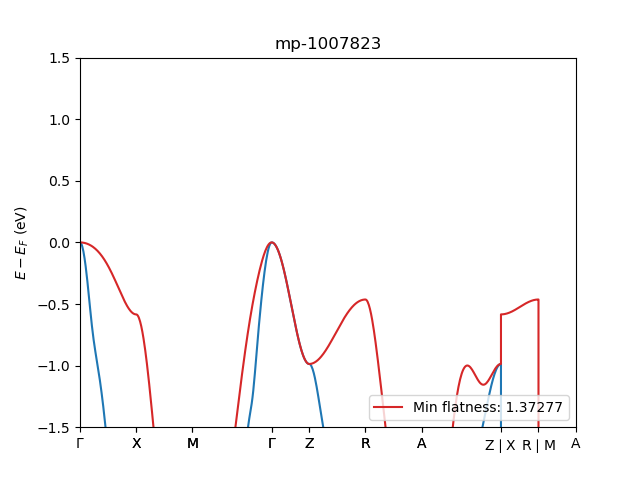 mp-1007823
E − E_F (eV)
1.5
1.0
0.5
0.0
−0.5
−1.0
−1.5
Min flatness: 1.37277
Γ X M Γ Z R A Z | X R | M A